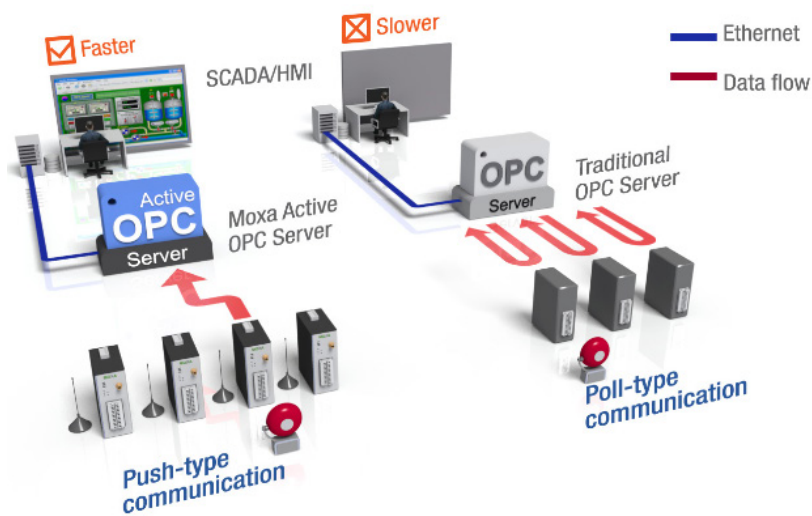 Faster
SCADA/HMI
Slower
Ethernet
Data flow
Active
OPC
Server
Moxa Active
OPC Server
OPC
Server
Traditional
OPC Server
Push-type
communication
Poll-type
communication